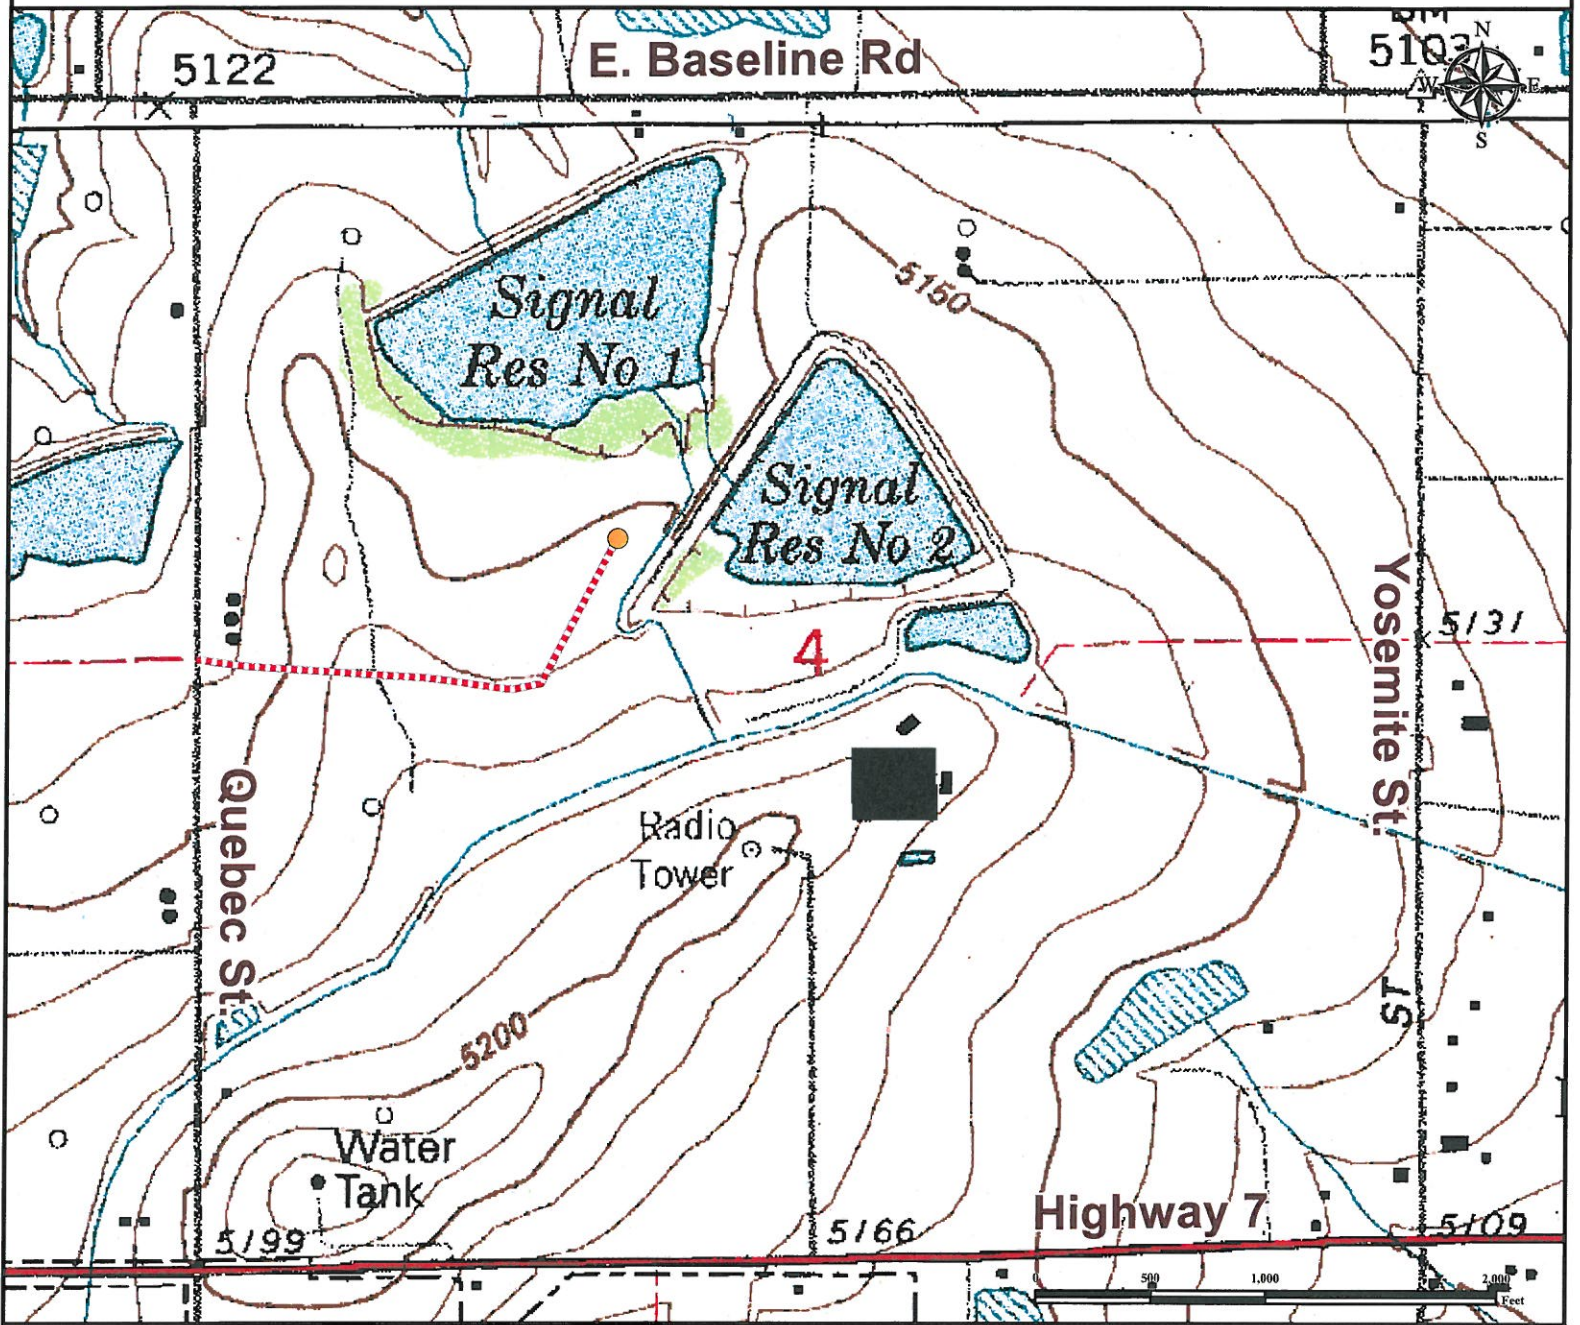 BM
5122
E. Baseline Rd
5103
N
W
E
S
5150
Signal
Res No 1
Signal
Res No 2
Yosemite St.
5131
4
Quebec St.
Radio
Tower
5200
Water
Tank
5199
5166
Highway 7
5109
0
500
1,000
2,000
Feet